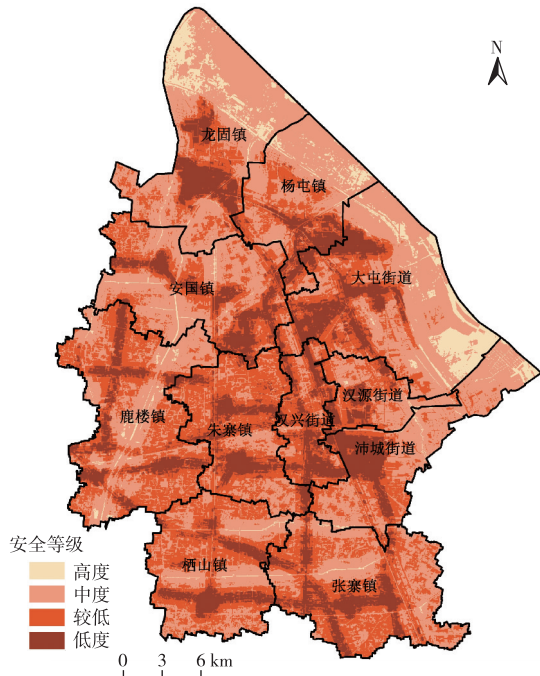 N
龙固镇
杨屯镇
大屯街道
安国镇
汉源街道
鹿楼镇
朱寨镇
汉兴街道
沛城街道
栖山镇
张寨镇
安全等级
高度
中度
较低
低度
0 3 6 km